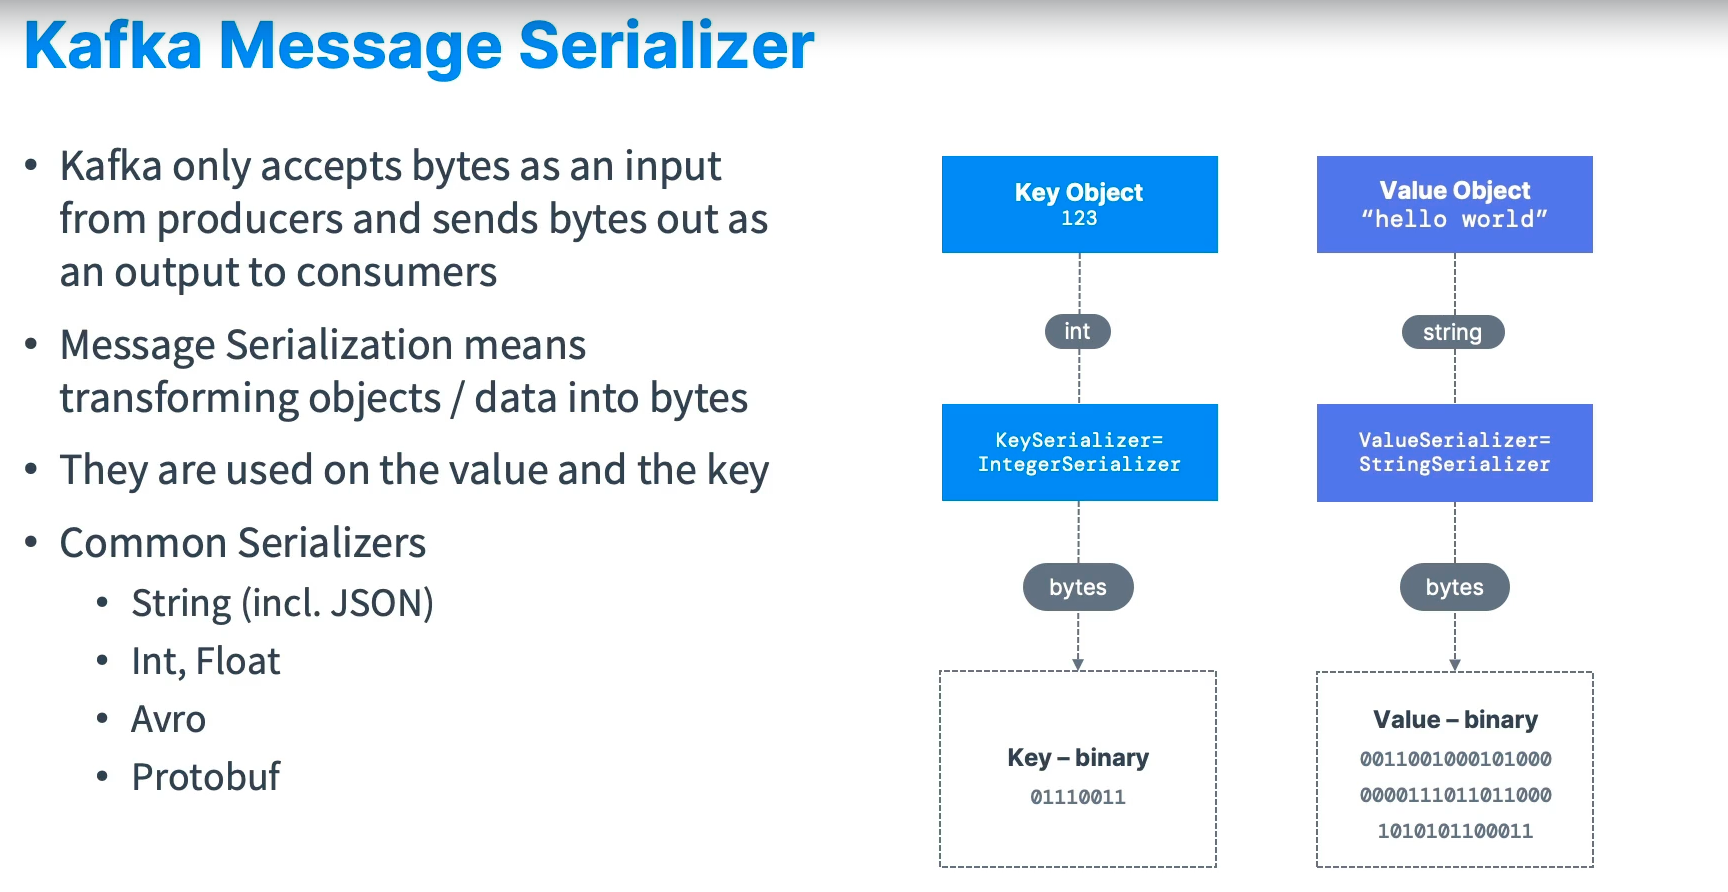 Kafka Message Serializer
• Kafka only accepts bytes as an input
from producers and sends bytes out as
an output to consumers
• Message Serialization means
transforming objects / data into bytes
• They are used on the value and the key
• Common Serializers
• String (incl. JSON)
• Int, Float
• Avro
• Protobuf
Key Object
123
int
KeySerializer=
IntegerSerializer
bytes
Key – binary
01110011
Value Object
“hello world”
string
ValueSerializer=
StringSerializer
bytes
Value – binary
0011001000101000
0000111011011000
1010101100011